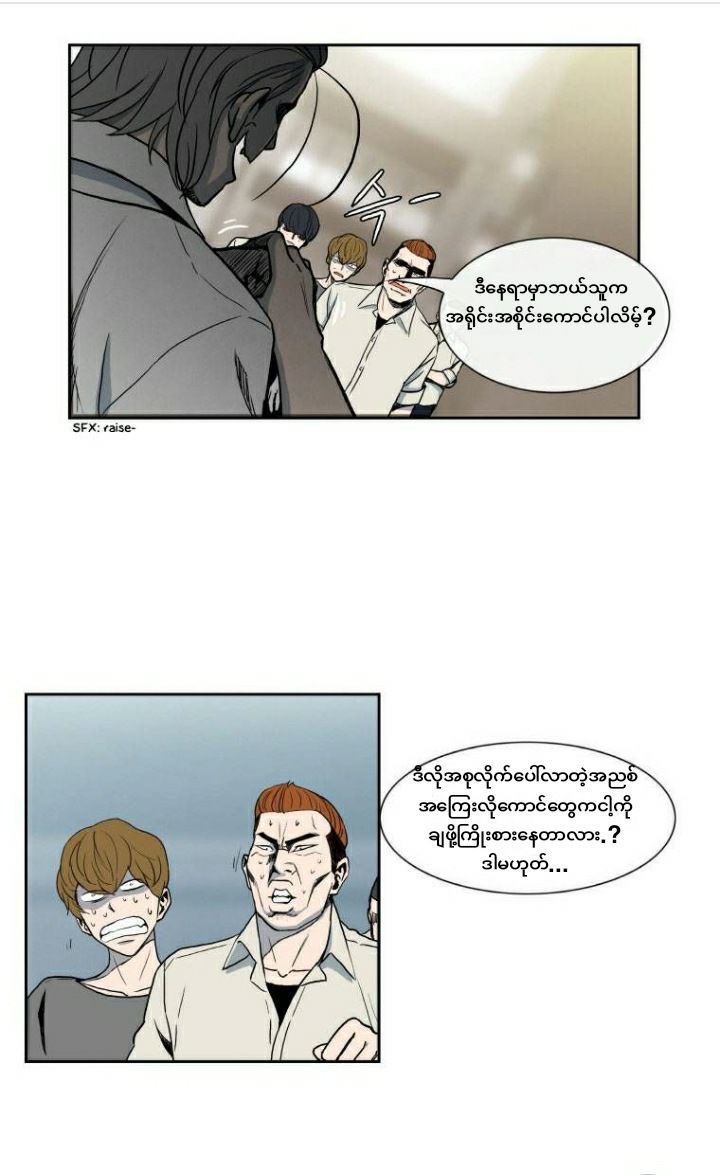 스윽-
ဒီနေရာမှာဘယ်သူက
အရိုင်းအစိုင်းကောင်ပါလိမ့်?
SFX: raise-
ဒီလိုအစုလိုက်ပေါ်လာတဲ့အညစ်
အကြေးလိုကောင်တွေကငါ့ကို
ချဖို့ကြိုးစားနေတာလား.?
ဒါမဟုတ်...